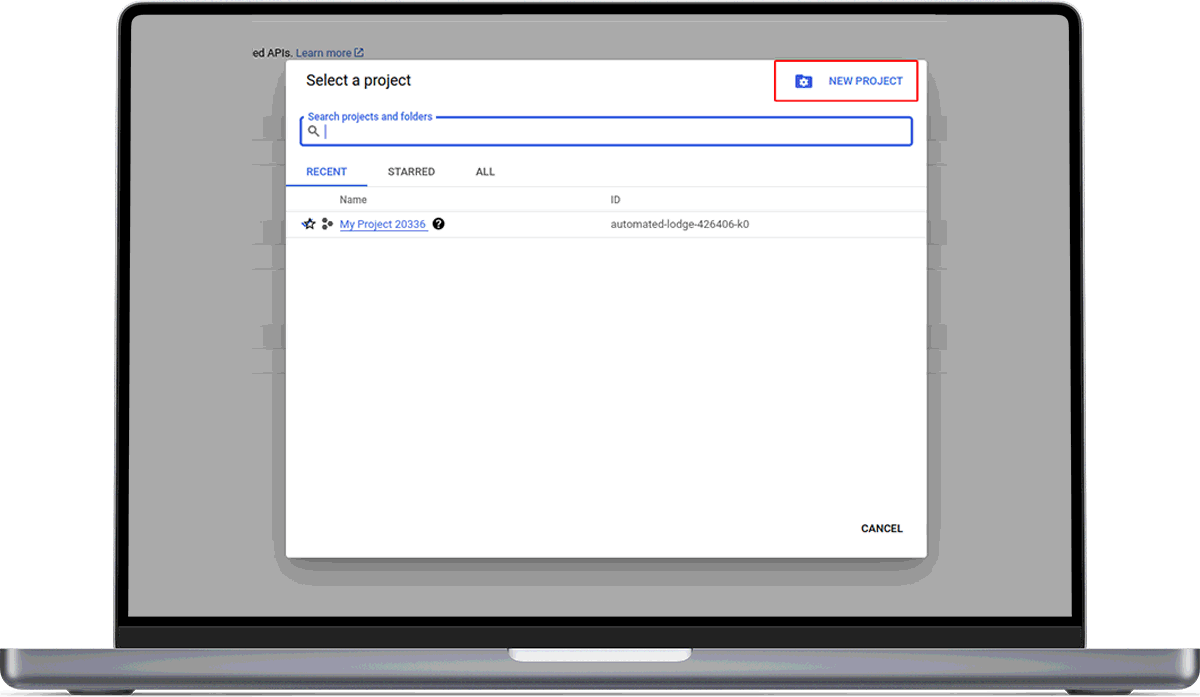 ed APIs. Learn more
Select a project
NEW PROJECT
Search projects and folders
RECENT STARRED ALL
Name ID
My Project 20336 ? automated-lodge-426406-k0
CANCEL